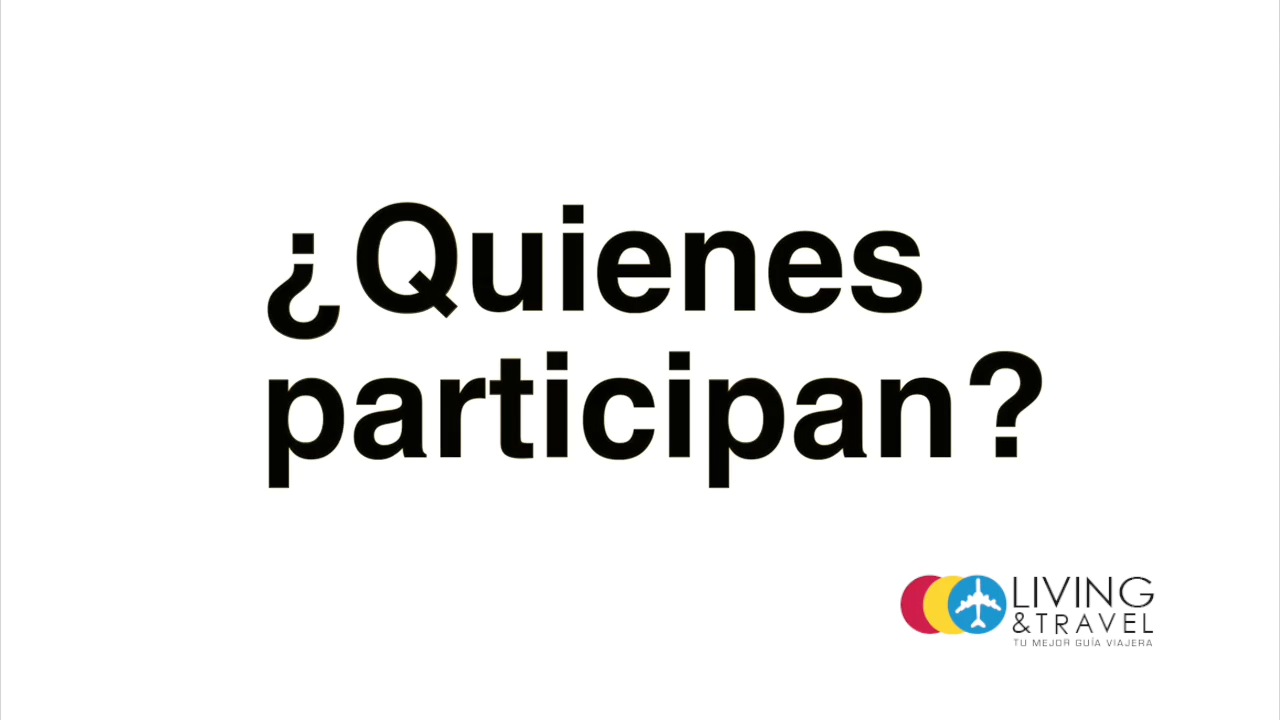 ¿Quienes
participan?
LIVING
&TRAVEL
TU MEJOR GUÍA VIAJERA